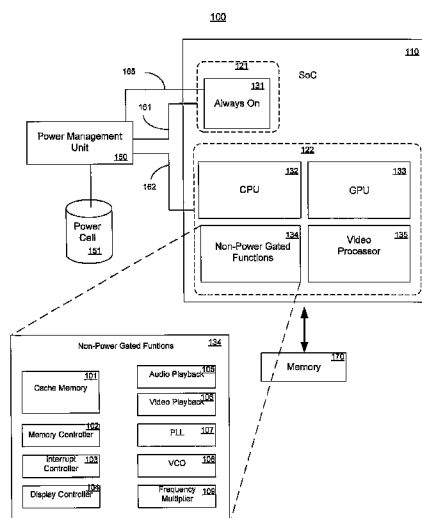 100
110
165
121
131
SoC
161
Always On
Power Management
Unit
150
122
162
CPU
132
GPU
133
Power
Cell
151
Non-Power Gated
Functions
134
Video
Processor
135
Non-Power Gated Funtions
134
Cache Memory
101
Audio Playback
105
Video Playback
106
Memory
170
Memory Controller
102
PLL
107
Interrupt
Controller
103
VCO
108
Display Controller
104
Frequency
Multiplier
109